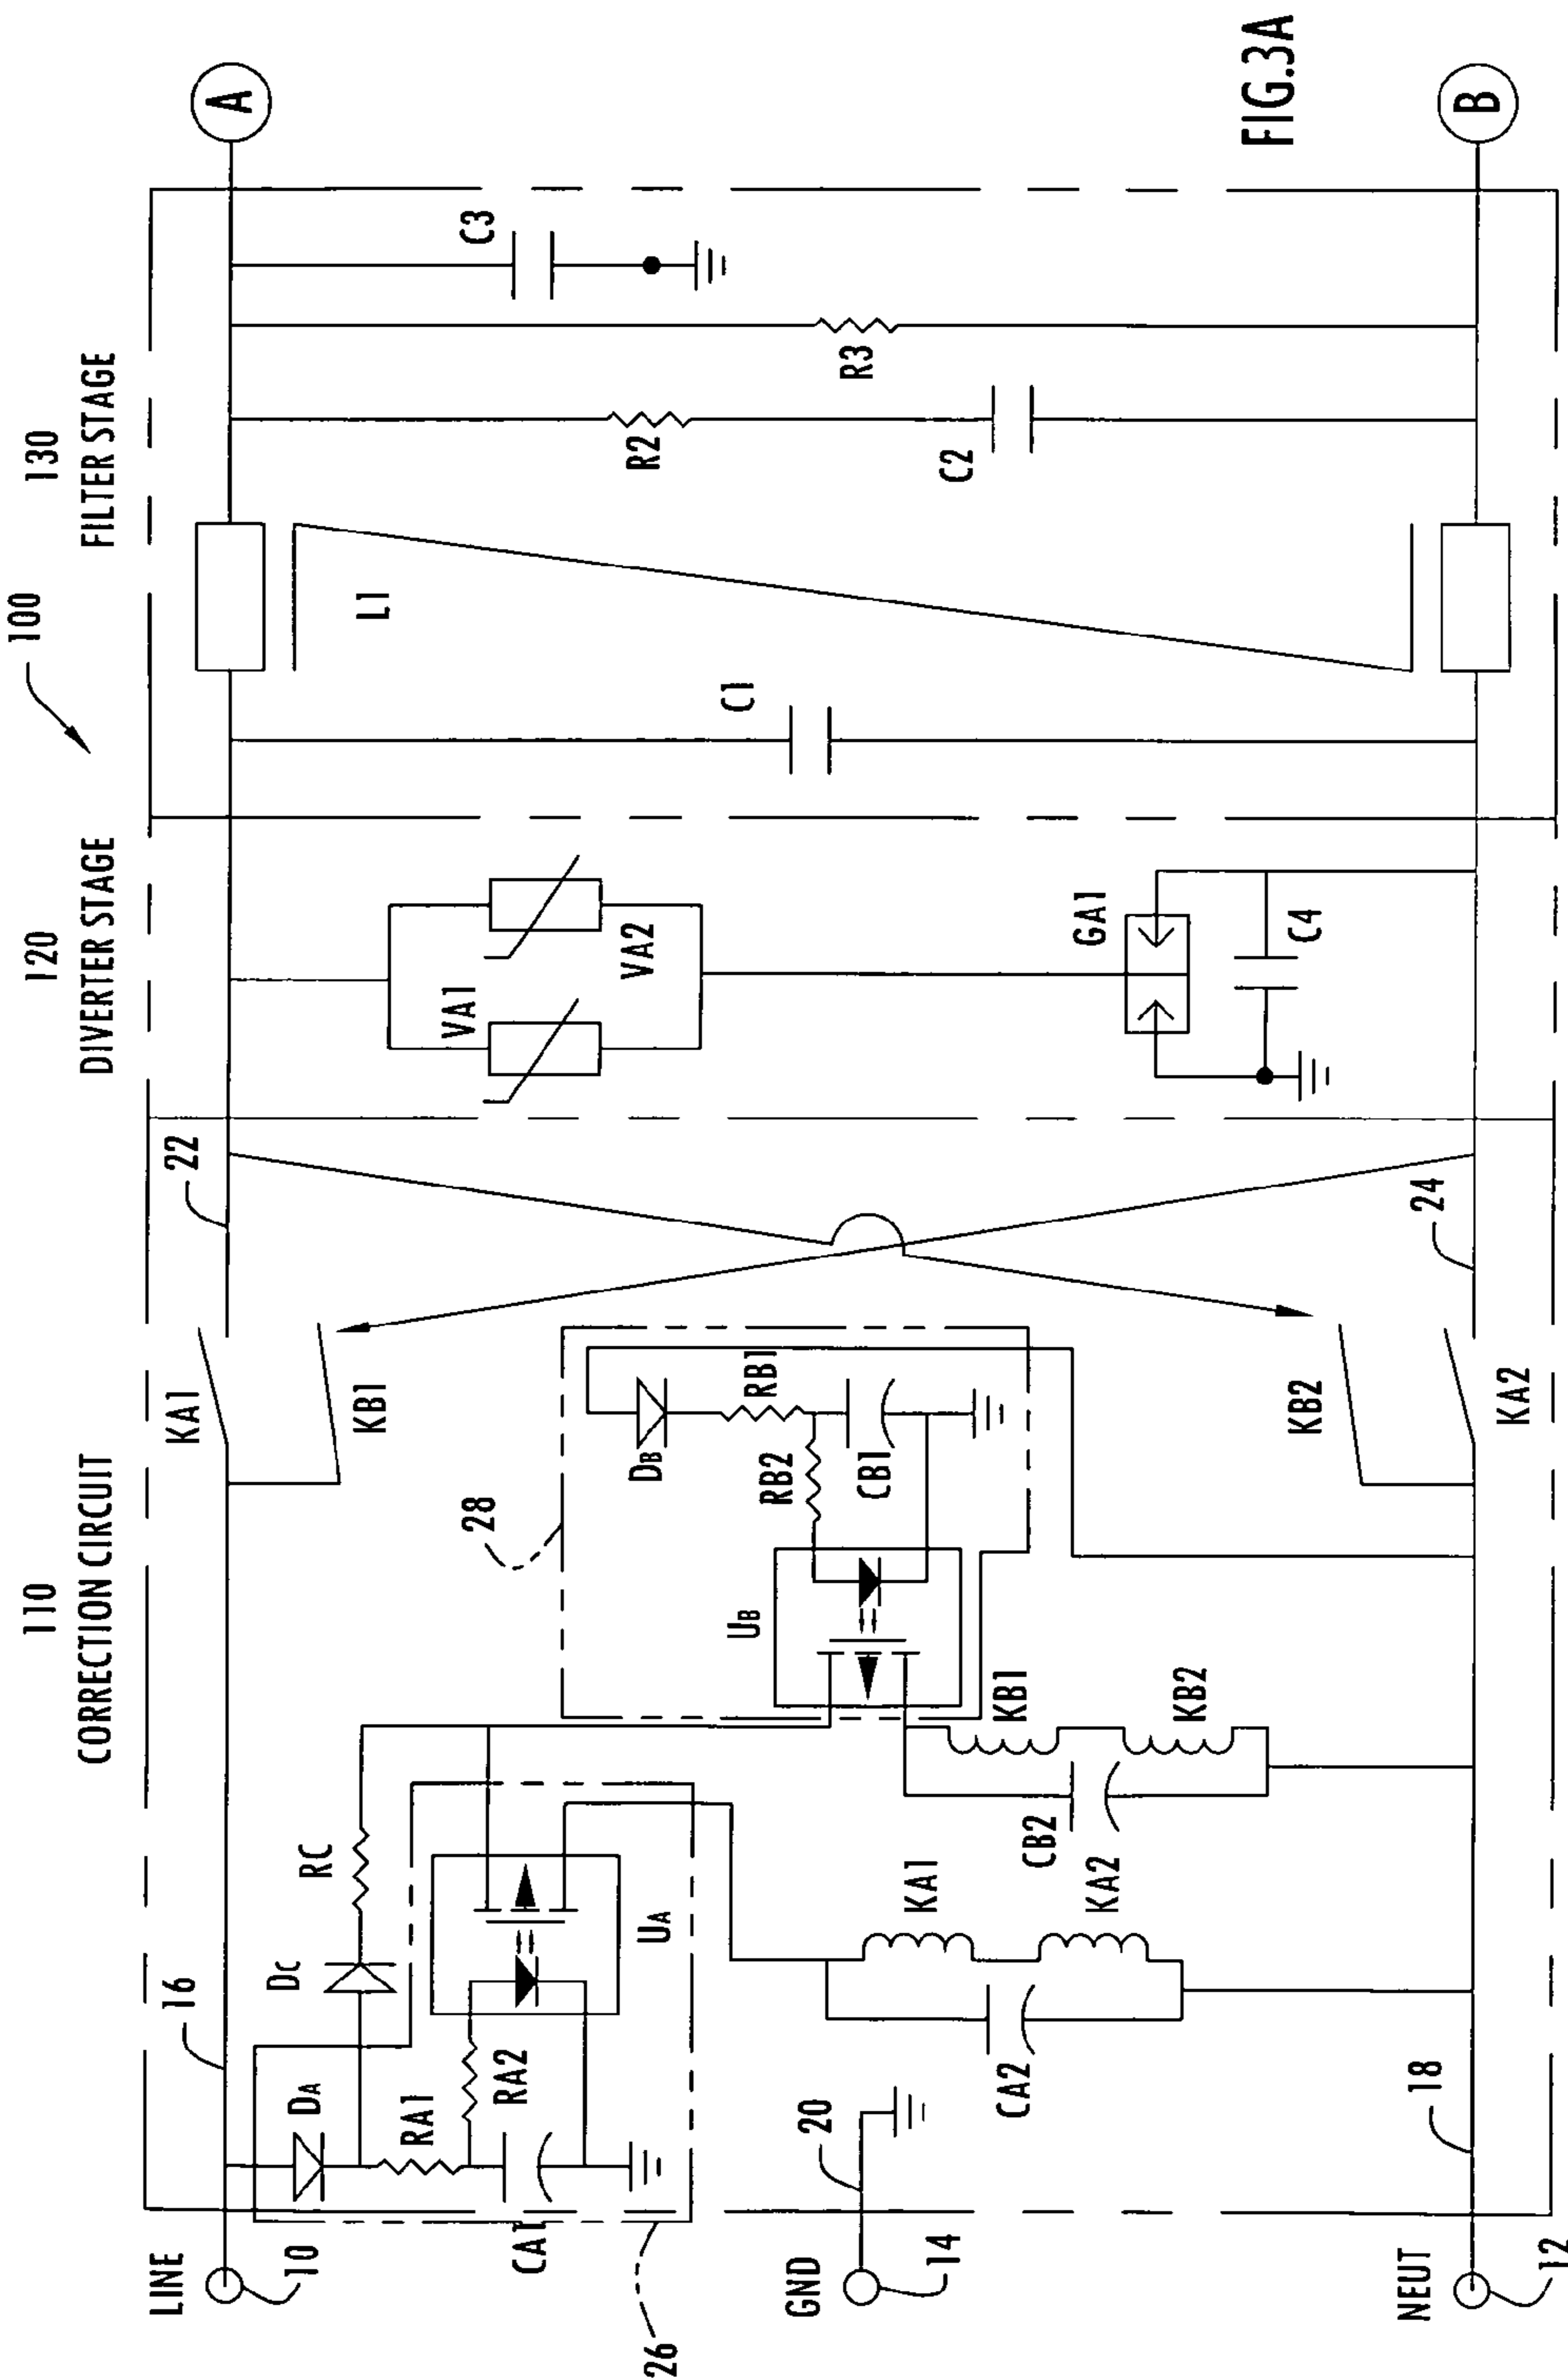 100
110
CORRECTION CIRCUIT
120
DIVERTER STAGE
130
FILTER STAGE
LINE
10
16
DA
DC
RC
RA1
RA2
CA1
UA
26
GND
14
20
CA2
KA1
KA2
CB2
KB1
KB2
UB
28
DB
RB1
RB2
CB1
KA1
KB1
KB2
KA2
22
24
NEUT
12
18
VA1
VA2
GA1
C4
C1
L1
R2
C2
R3
C3
A
B
FIG.3A